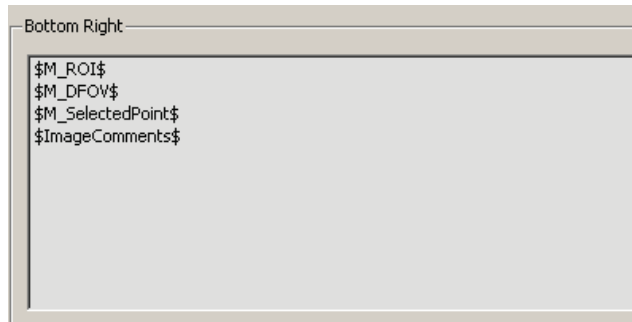 Bottom Right
$M_ROI$
$M_DFOV$
$M_SelectedPoint$
$ImageComments$